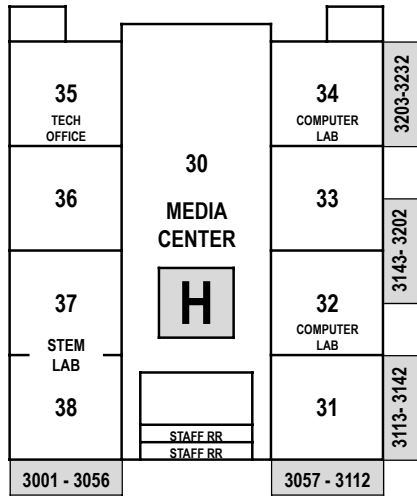 35
TECH
OFFICE
34
COMPUTER
LAB
3203-3232
30
MEDIA
CENTER
36
33
3143- 3202
H
37
STEM
LAB
38
32
COMPUTER
LAB
31
3113- 3142
STAFF RR
STAFF RR
3001 - 3056
3057 - 3112